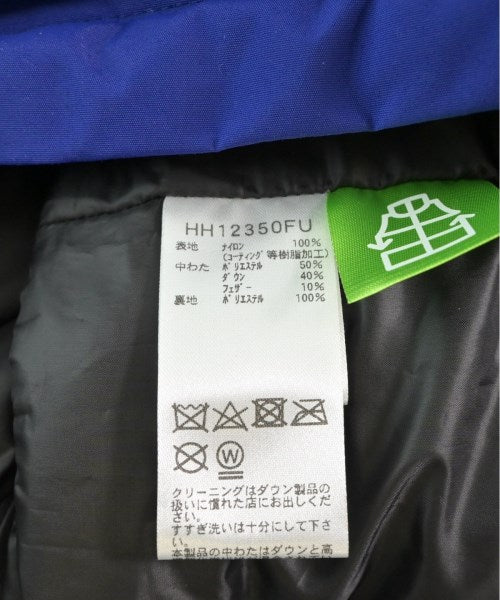 HH12350FU
表地 ナイロン 100%
(コーティング等樹脂加工)
中わた ポリエステル 50%
ダウン 40%
フェザー 10%
裏地 ポリエステル 100%
W
クリーニングはダウン製品の
扱いに慣れた店にお出しくださ
い。
すすぎ洗いは十分にして下さ
い。
本製品の中わたはダウンと高